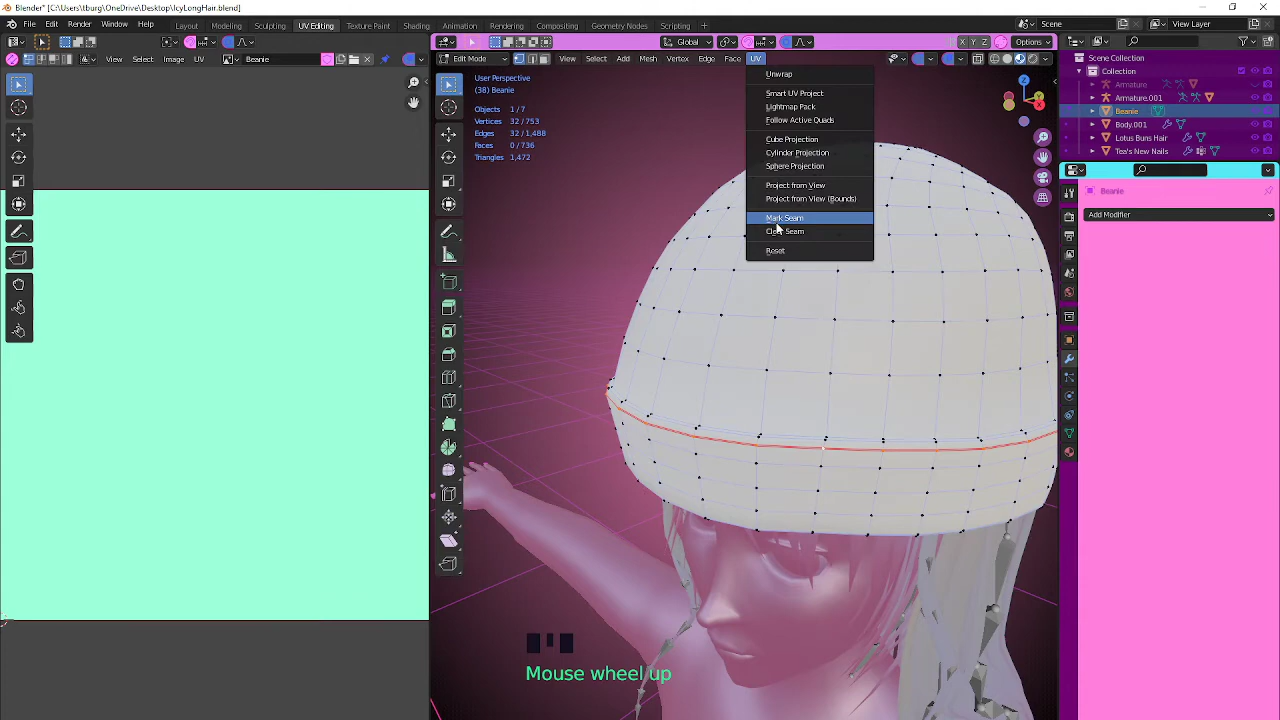 Blender* [C:\Users\tburg\OneDrive\Desktop\IcyLongHair.blend]
File Edit Render Window Help Layout Modeling Sculpting UV Editing Texture Paint Shading Animation Rendering Compositing Geometry Nodes Scripting + Scene View Layer
Global X Y Z Options
View Select Image UV Beanie
Edit Mode View Select Add Mesh Vertex Edge Face UV
Scene Collection
Collection
Armature
Armature.001
Beanie
Body.001
Lotus Buns Hair
Tea's New Nails
Beanie
Add Modifier
User Perspective
(38) Beanie
Objects 1/7
Vertices 32/753
Edges 32/1,488
Faces 0/736
Triangles 1,472
Unwrap
Smart UV Project
Lightmap Pack
Follow Active Quads
Cube Projection
Cylinder Projection
Sphere Projection
Project from View
Project from View (Bounds)
Mark Seam
Clear Seam
Reset
Z
Y
X
Mouse wheel up